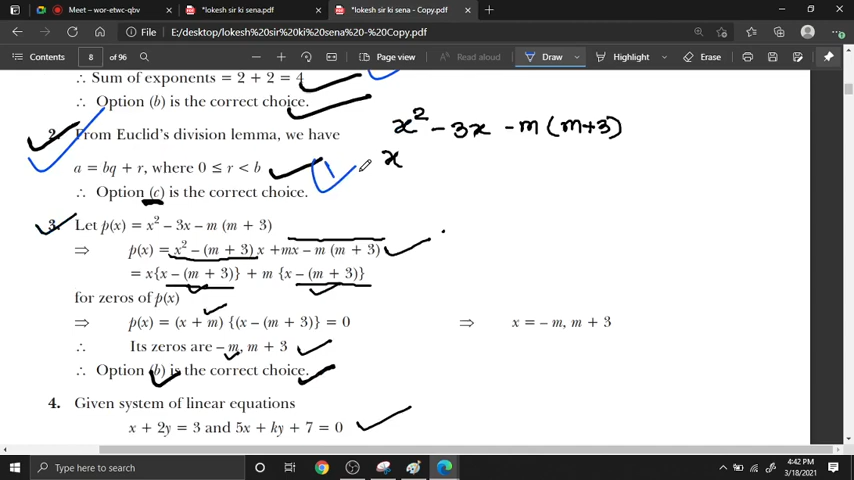 Meet – wor-etwc-qbv
*lokesh sir ki sena.pdf
*lokesh sir ki sena - Copy.pdf
File
E:/desktop/lokesh%20sir%20ki%20sena%20-%20Copy.pdf
Contents
8
of 96
Page view
Read aloud
Draw
Highlight
Erase
∴ Sum of exponents = 2 + 2 = 4
∴ Option (b) is the correct choice.
x² - 3x - m (m+3)
2. From Euclid's division lemma, we have
x
a = bq + r, where 0 ≤ r < b
1
∴ Option (c) is the correct choice.
3. Let p(x) = x² – 3x – m (m + 3)
⇒ p(x) = x² – (m + 3) x + mx – m (m + 3)
= x{x – (m + 3)} + m {x – (m + 3)}
for zeros of p(x)
⇒ p(x) = (x + m) {(x – (m + 3)} = 0 ⇒ x = – m, m + 3
∴ Its zeros are – m, m + 3
∴ Option (b) is the correct choice.
4. Given system of linear equations
x + 2y = 3 and 5x + ky + 7 = 0
Type here to search
4:42 PM
3/18/2021